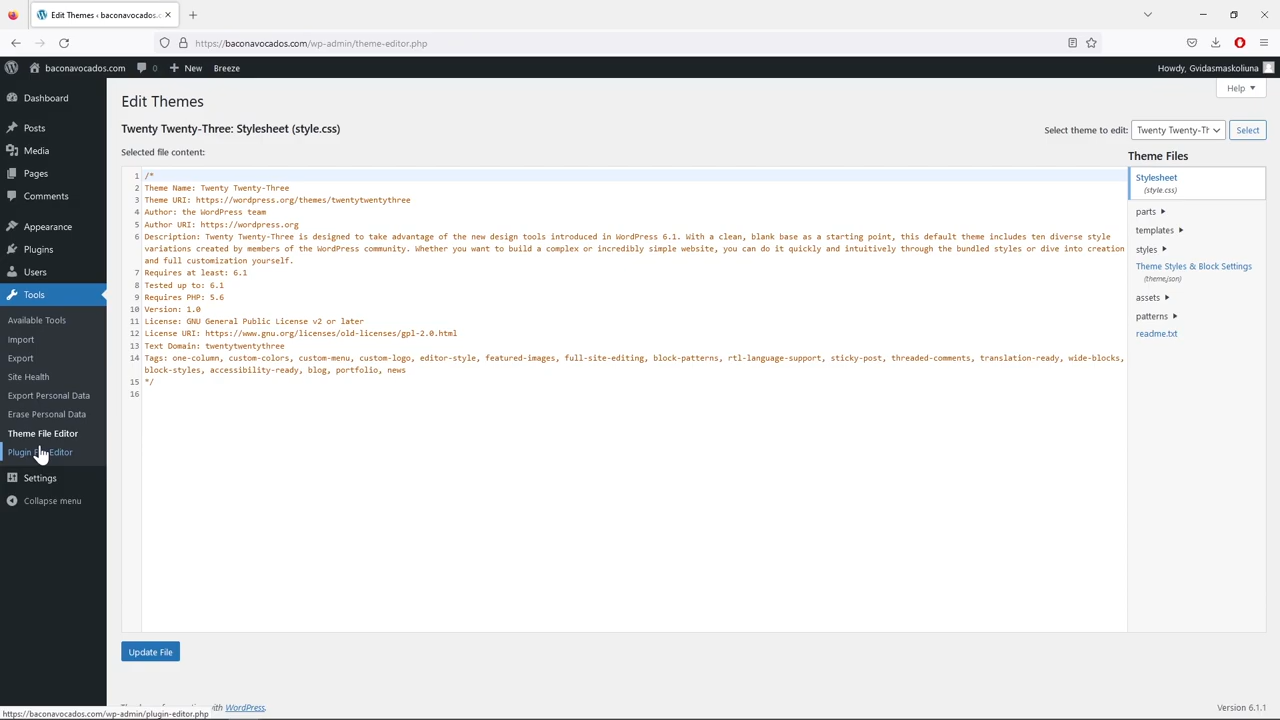 Edit Themes ‹ baconavocados.c
https://baconavocados.com/wp-admin/theme-editor.php
baconavocados.com
0
New
Breeze
Howdy, Gvidasmaskoliuna
Dashboard
Posts
Media
Pages
Comments
Appearance
Plugins
Users
Tools
Available Tools
Import
Export
Site Health
Export Personal Data
Erase Personal Data
Theme File Editor
Plugin File Editor
Settings
Collapse menu
Help
Edit Themes
Twenty Twenty-Three: Stylesheet (style.css)
Select theme to edit:
Twenty Twenty-Th
Select
Selected file content:
1 /*
2 Theme Name: Twenty Twenty-Three
3 Theme URI: https://wordpress.org/themes/twentytwentythree
4 Author: the WordPress team
5 Author URI: https://wordpress.org
6 Description: Twenty Twenty-Three is designed to take advantage of the new design tools introduced in WordPress 6.1. With a clean, blank base as a starting point, this default theme includes ten diverse style
variations created by members of the WordPress community. Whether you want to build a complex or incredibly simple website, you can do it quickly and intuitively through the bundled styles or dive into creation
and full customization yourself.
7 Requires at least: 6.1
8 Tested up to: 6.1
9 Requires PHP: 5.6
10 Version: 1.0
11 License: GNU General Public License v2 or later
12 License URI: https://www.gnu.org/licenses/old-licenses/gpl-2.0.html
13 Text Domain: twentytwentythree
14 Tags: one-column, custom-colors, custom-menu, custom-logo, editor-style, featured-images, full-site-editing, block-patterns, rtl-language-support, sticky-post, threaded-comments, translation-ready, wide-blocks,
block-styles, accessibility-ready, blog, portfolio, news
15 */
16
Theme Files
Stylesheet
(style.css)
parts
templates
styles
Theme Styles & Block Settings
(theme.json)
assets
patterns
readme.txt
Update File
with WordPress.
Version 6.1.1
https://baconavocados.com/wp-admin/plugin-editor.php